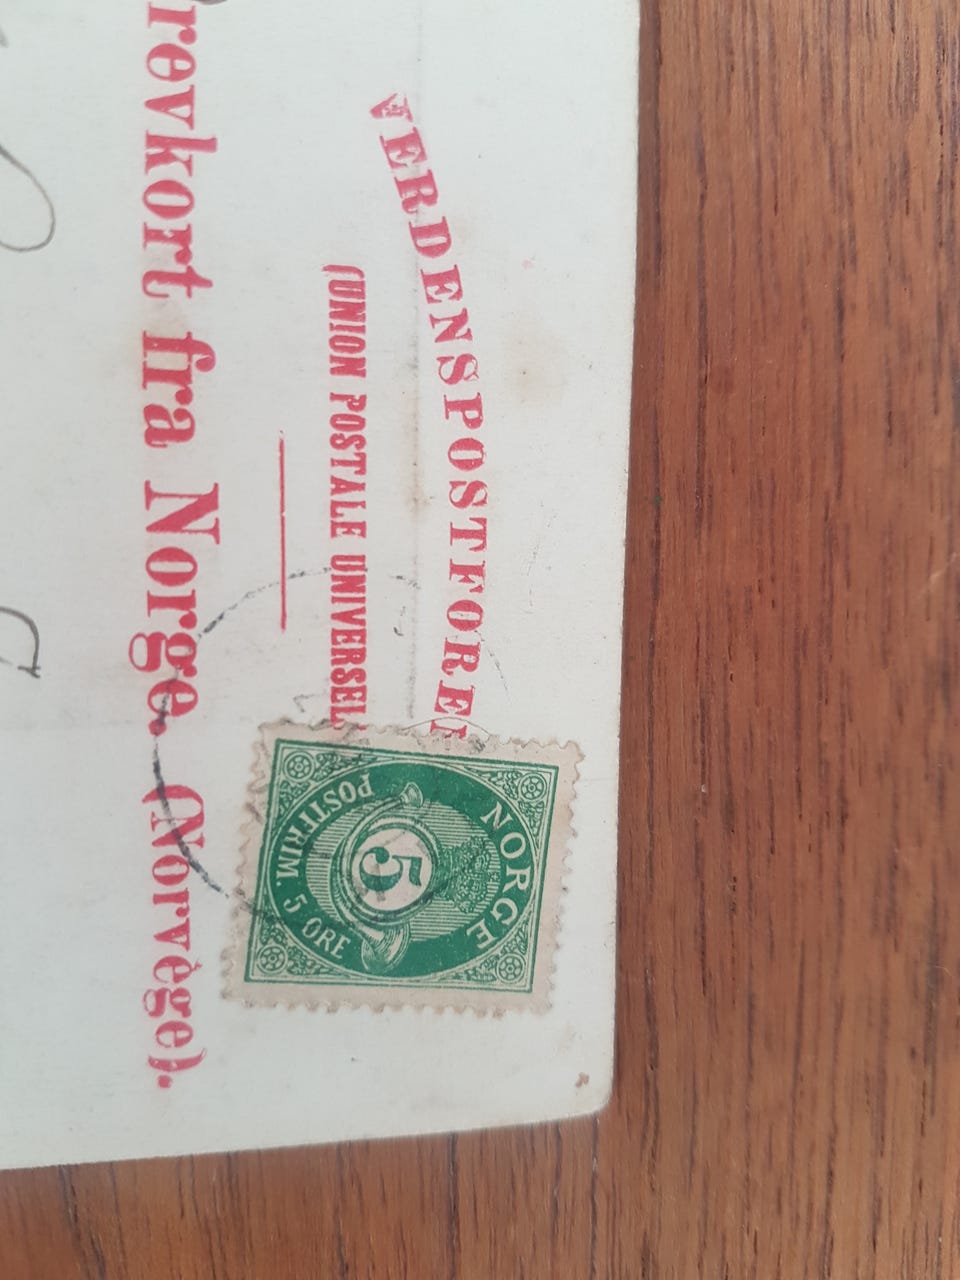 VERDENSPOSTFORE
(UNION POSTALE UNIVERSEL
revkort fra Norge. (Norvège).
NORGE
5
POSTFRIM. 5 ØRE